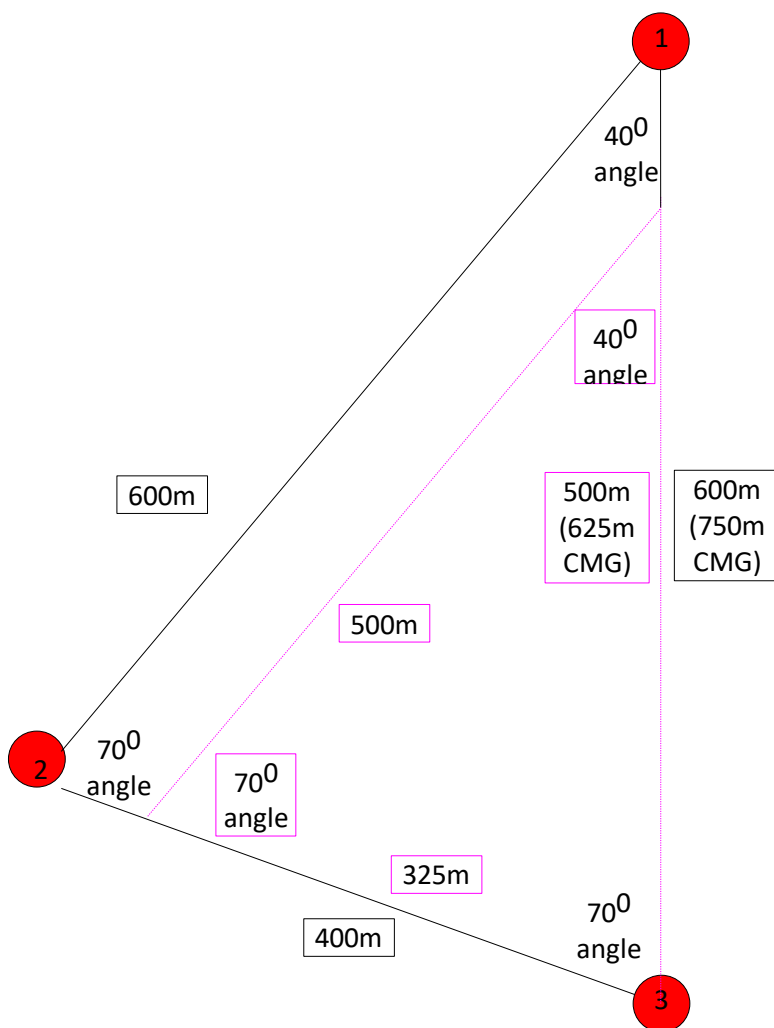 1
40⁰
angle
40⁰
angle
600m
500m
(625m
CMG)
600m
(750m
CMG)
500m
2
70⁰
angle
70⁰
angle
325m
400m
70⁰
angle
3